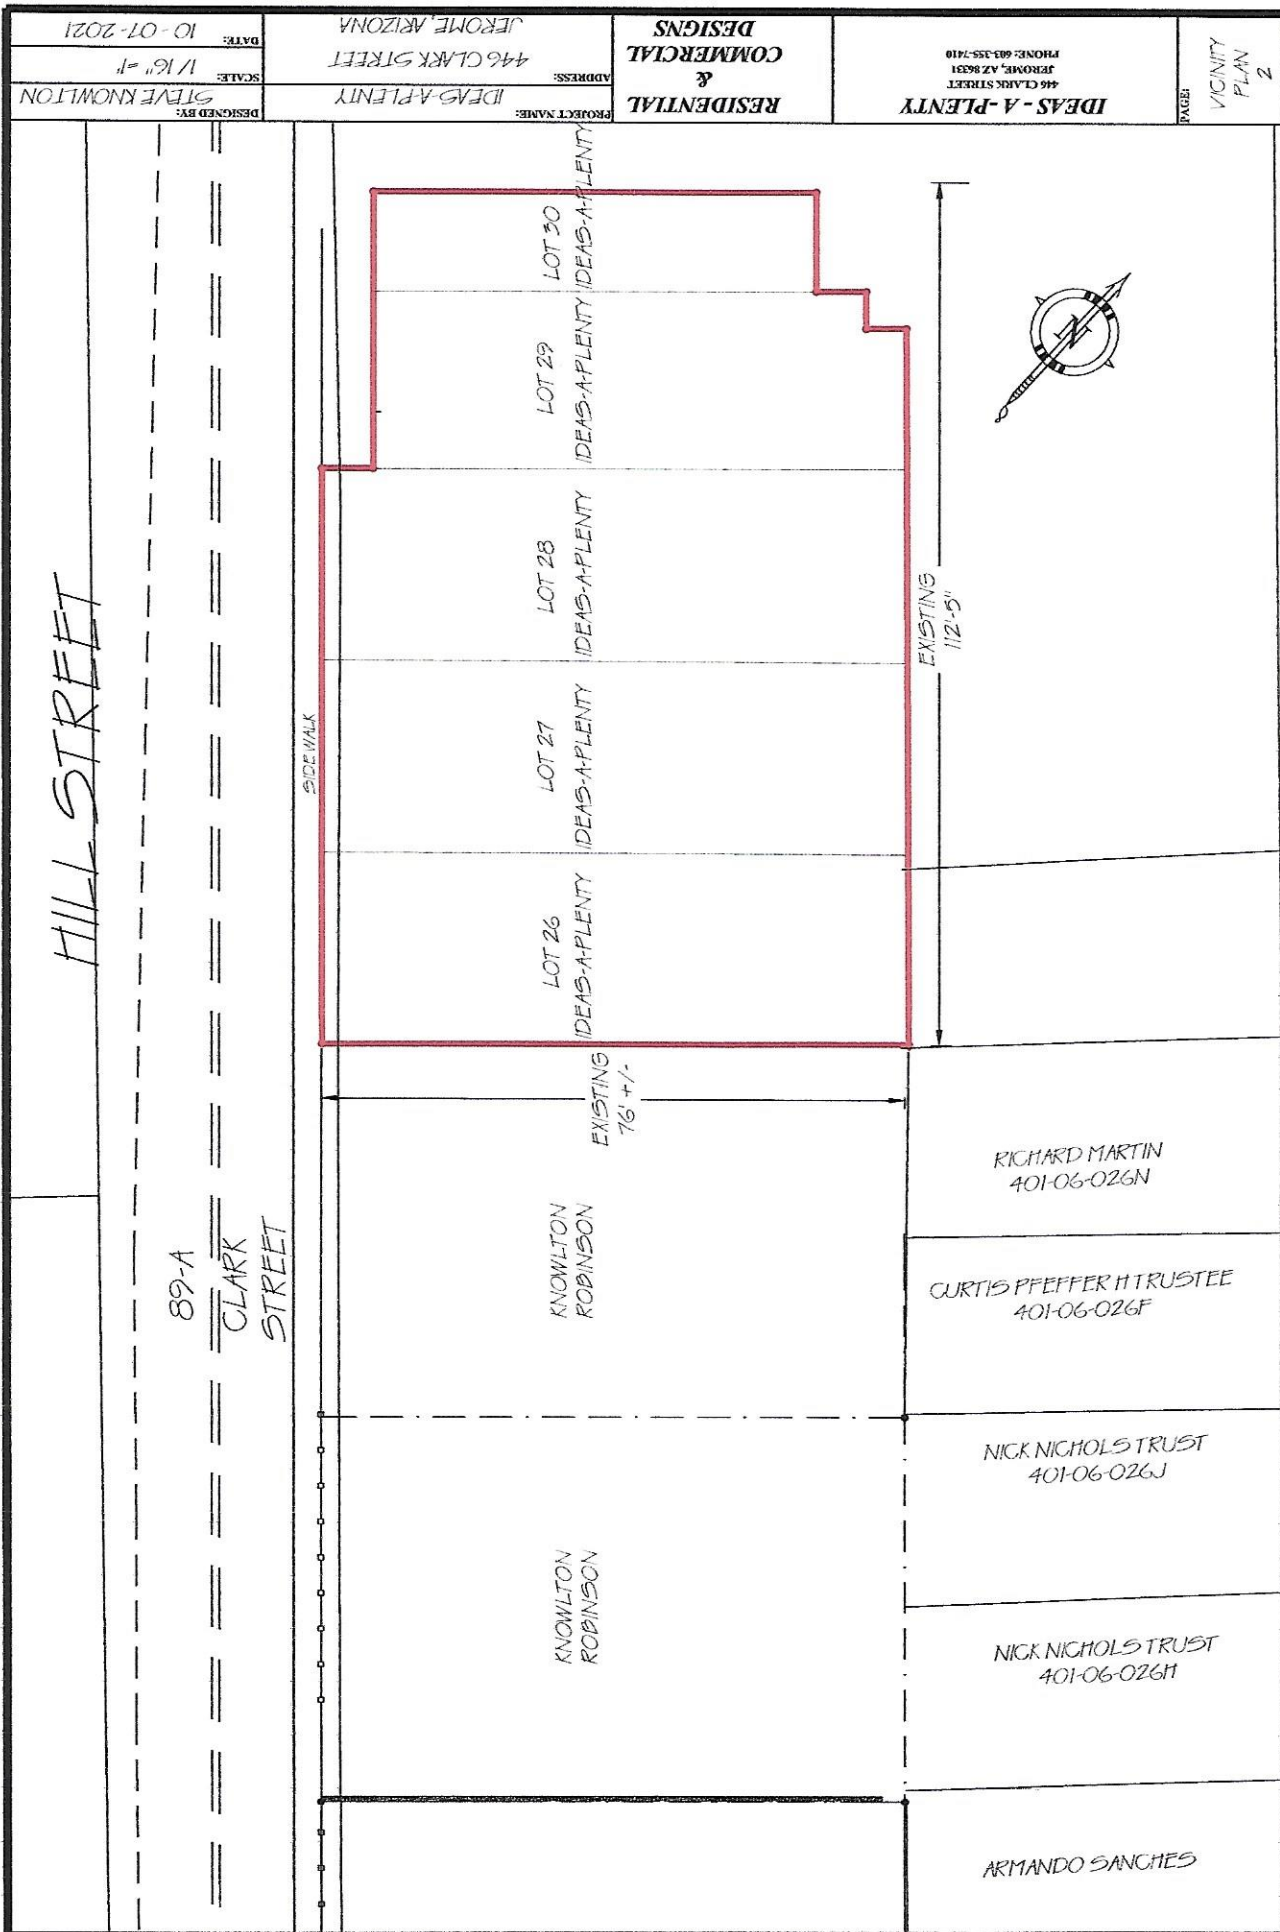 DATE:
10 - 07 - 2021
SCALE:
1/16" =1'
DESIGNED BY:
STEVE KNOWLTON
ADDRESS:
446 CLARK STREET
JEROME, ARIZONA
PROJECT NAME:
IDEAS-A-PLENTY
RESIDENTIAL
&
COMMERCIAL
DESIGNS
IDEAS - A -PLENTY
446 CLARK STREET
JEROME, AZ 86331
PHONE: 603-355-7410
PAGE:
VICINITY
PLAN
2
HILL STREET
SIDEWALK
LOT 30
IDEAS-A-PLENTY
LOT 29
IDEAS-A-PLENTY
LOT 28
IDEAS-A-PLENTY
LOT 27
IDEAS-A-PLENTY
LOT 26
IDEAS-A-PLENTY
N
EXISTING
112'-5"
EXISTING
76' +/-
89-A
CLARK
STREET
KNOWLTON
ROBINSON
KNOWLTON
ROBINSON
RICHARD MARTIN
401-06-026N
CURTIS PFEFFER H TRUSTEE
401-06-026F
NICK NICHOLS TRUST
401-06-026J
NICK NICHOLS TRUST
401-06-026H
ARMANDO SANCHES